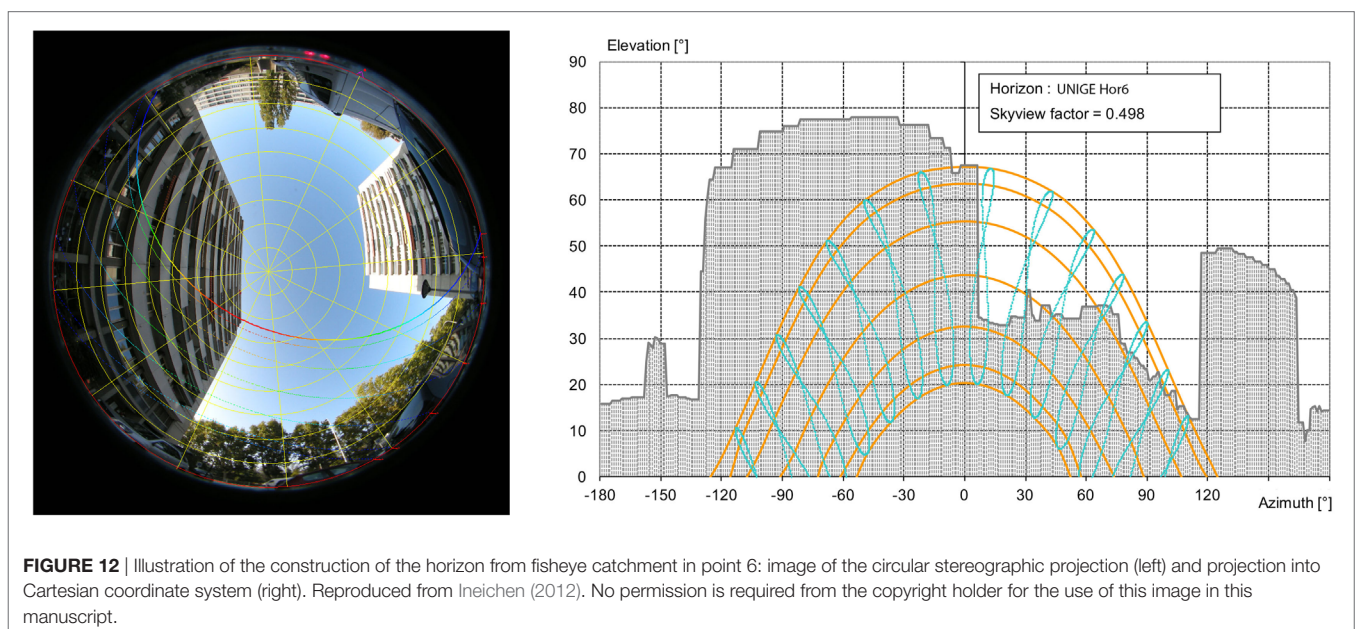 Elevation [°]
90
80
70
60
50
40
30
20
10
0
Horizon : UNIGE Hor6
Skyview factor = 0.498
-180 -150 -120 -90 -60 -30 0 30 60 90 120
Azimuth [°]
FIGURE 12 | Illustration of the construction of the horizon from fisheye catchment in point 6: image of the circular stereographic projection (left) and projection into
Cartesian coordinate system (right). Reproduced from Ineichen (2012). No permission is required from the copyright holder for the use of this image in this
manuscript.